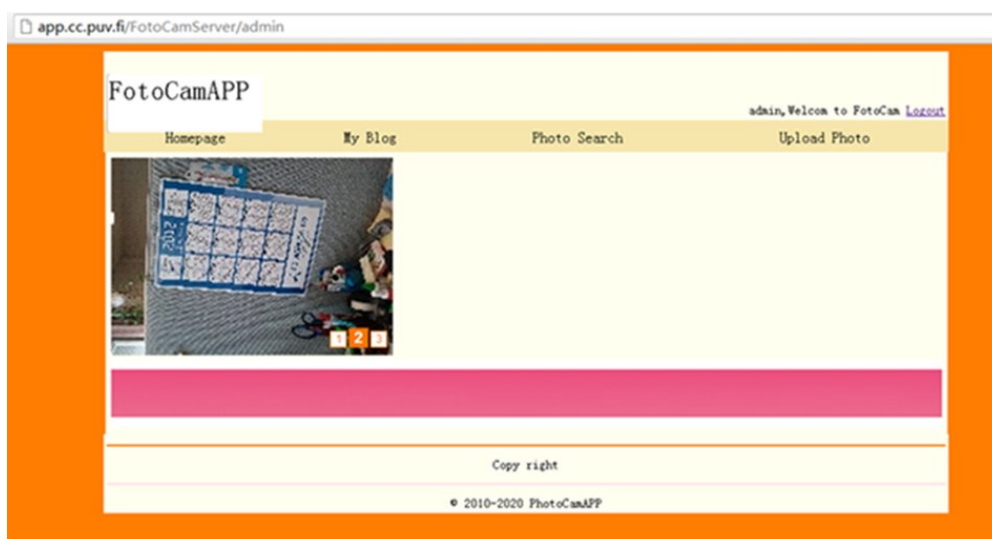 app.cc.puv.fi/FotoCamServer/admin
FotoCamAPP
admin,Welcom to FotoCam Logout
Homepage My Blog Photo Search Upload Photo
2012
1 2 3
Copy right
© 2010-2020 PhotoCamAPP